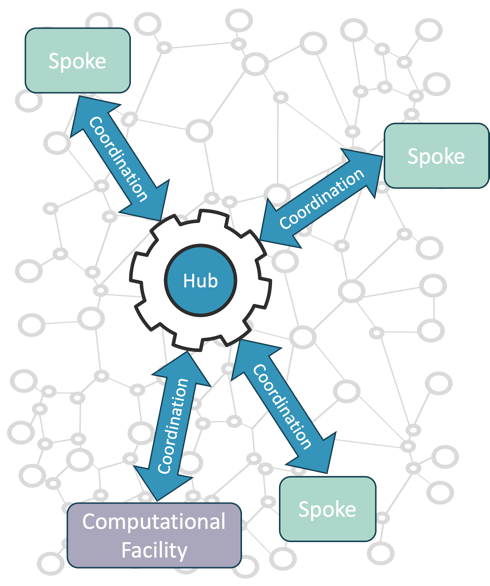 Spoke
Coordination
Spoke
Coordination
Hub
Coordination
Coordination
Spoke
Computational
Facility